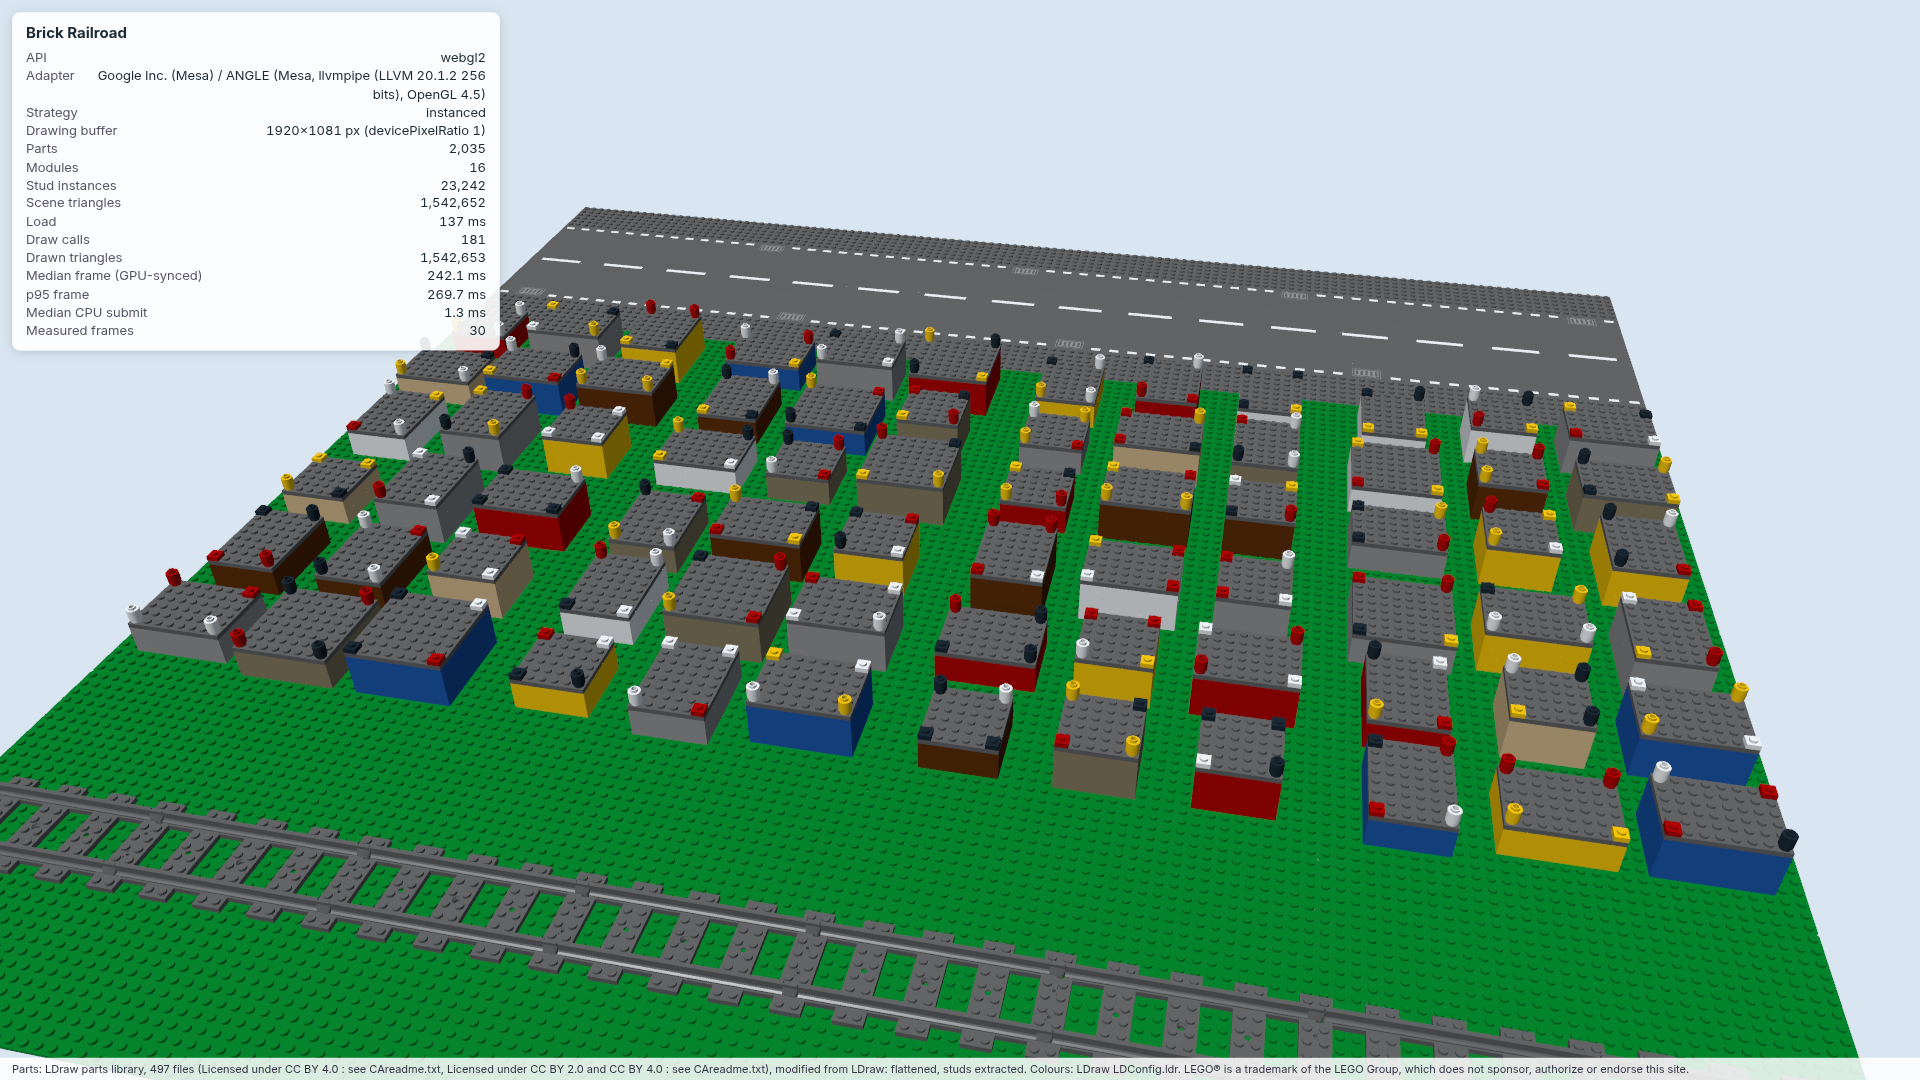 Brick Railroad
API webgl2
Adapter Google Inc. (Mesa) / ANGLE (Mesa, llvmpipe (LLVM 20.1.2 256
bits), OpenGL 4.5)
Strategy instanced
Drawing buffer 1920×1081 px (devicePixelRatio 1)
Parts 2,035
Modules 16
Stud instances 23,242
Scene triangles 1,542,652
Load 137 ms
Draw calls 181
Drawn triangles 1,542,653
Median frame (GPU-synced) 242.1 ms
p95 frame 269.7 ms
Median CPU submit 1.3 ms
Measured frames 30
Parts: LDraw parts library, 497 files (Licensed under CC BY 4.0 : see CAreadme.txt, Licensed under CC BY 2.0 and CC BY 4.0 : see CAreadme.txt), modified from LDraw: flattened, studs extracted. Colours: LDraw LDConfig.ldr. LEGO® is a trademark of the LEGO Group, which does not sponsor, authorize or endorse this site.